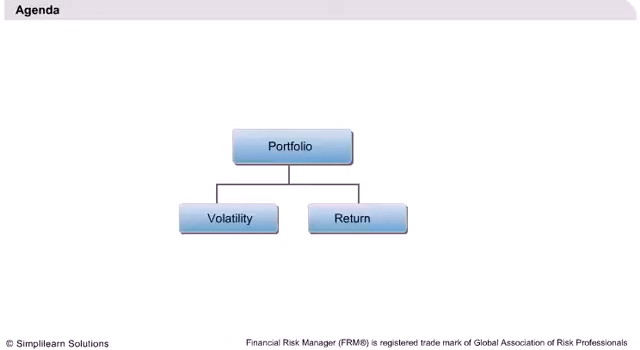 Agenda
Portfolio
Volatility
Return
© Simplilearn Solutions
Financial Risk Manager (FRM®) is registered trade mark of Global Association of Risk Professionals